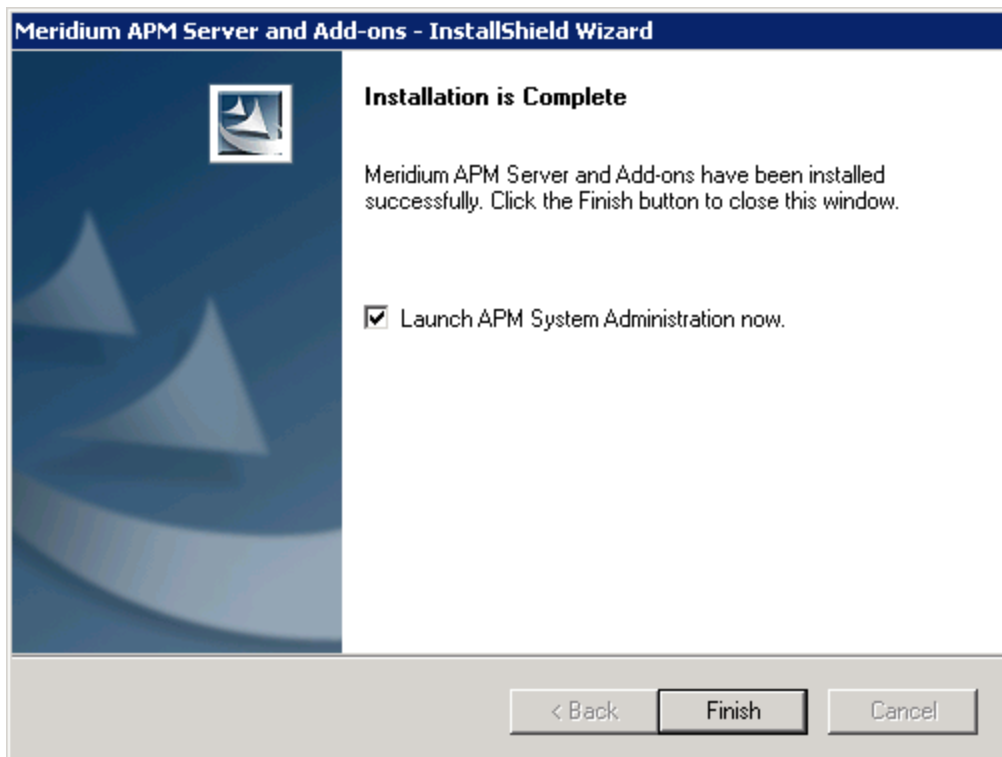 Meridium APM Server and Add-ons - InstallShield Wizard
Installation is Complete
Meridium APM Server and Add-ons have been installed
successfully. Click the Finish button to close this window.
Launch APM System Administration now.
< Back
Finish
Cancel